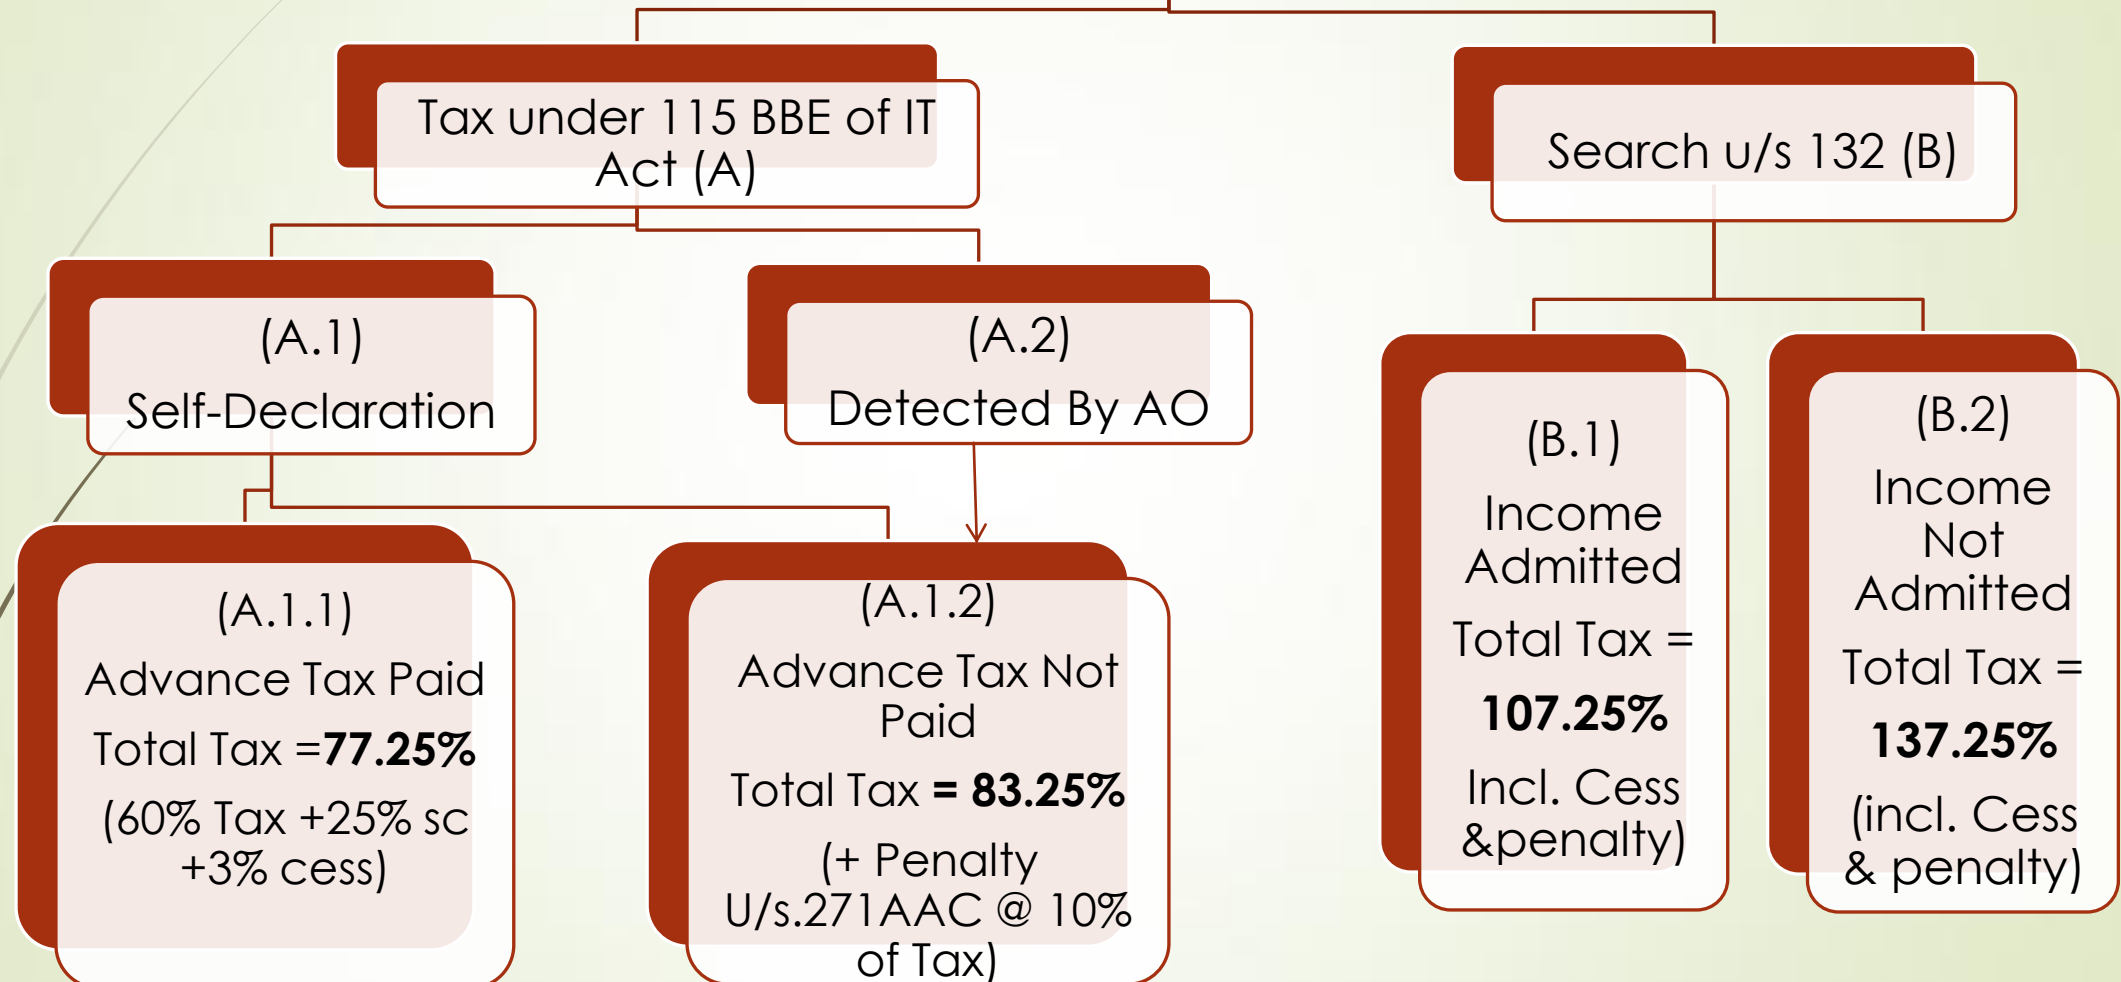 Tax under 115 BBE of IT
Act (A)
Search u/s 132 (B)
(A.1)
Self-Declaration
(A.2)
Detected By AO
(A.1.1)
Advance Tax Paid
Total Tax =77.25%
(60% Tax +25% sc
+3% cess)
(A.1.2)
Advance Tax Not
Paid
Total Tax = 83.25%
(+ Penalty
U/s.271AAC @ 10%
of Tax)
(B.1)
Income
Admitted
Total Tax =
107.25%
Incl. Cess
&penalty)
(B.2)
Income
Not
Admitted
Total Tax =
137.25%
(incl. Cess
& penalty)